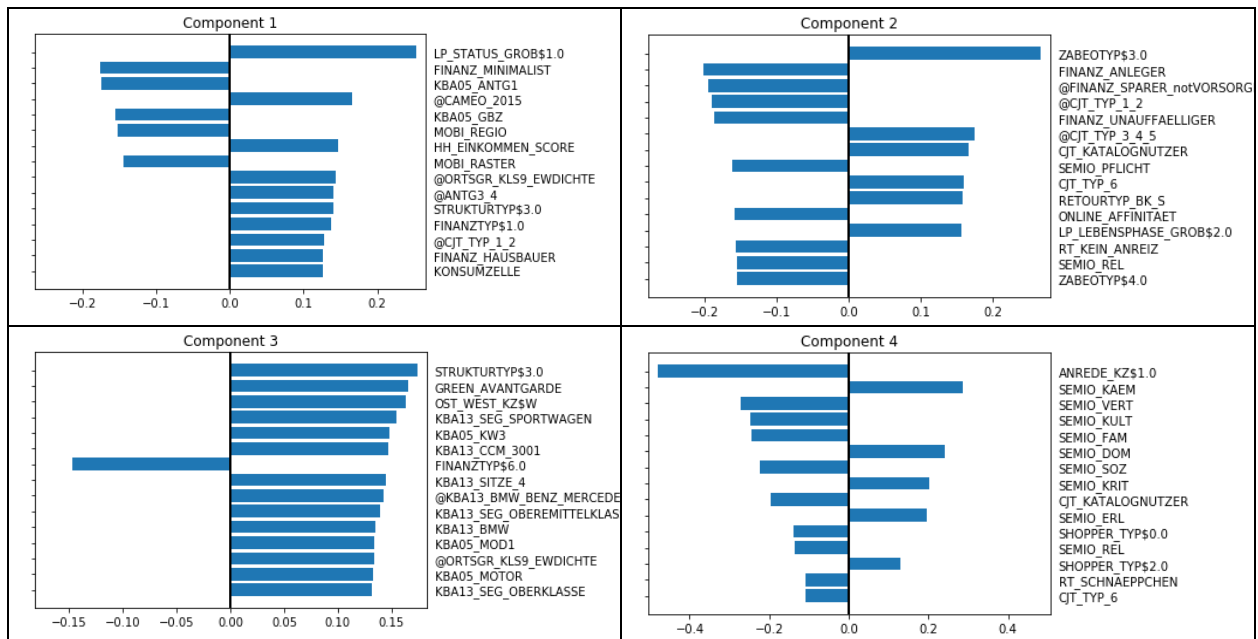 Component 1
LP_STATUS_GROB$1.0
FINANZ_MINIMALIST
KBA05_ANTG1
@CAMEO_2015
KBA05_GBZ
MOBI_REGIO
HH_EINKOMMEN_SCORE
MOBI_RASTER
@ORTSGR_KLS9_EWDICHTE
@ANTG3_4
STRUKTURTYP$3.0
FINANZTYP$1.0
@CJT_TYP_1_2
FINANZ_HAUSBAUER
KONSUMZELLE
−0.2 −0.1 0.0 0.1 0.2
Component 2
ZABEOTYP$3.0
FINANZ_ANLEGER
@FINANZ_SPARER_notVORSORG
@CJT_TYP_1_2
FINANZ_UNAUFFAELLIGER
@CJT_TYP_3_4_5
CJT_KATALOGNUTZER
SEMIO_PFLICHT
CJT_TYP_6
RETOURTYP_BK_S
ONLINE_AFFINITAET
LP_LEBENSPHASE_GROB$2.0
RT_KEIN_ANREIZ
SEMIO_REL
ZABEOTYP$4.0
−0.2 −0.1 0.0 0.1 0.2
Component 3
STRUKTURTYP$3.0
GREEN_AVANTGARDE
OST_WEST_KZ$W
KBA13_SEG_SPORTWAGEN
KBA05_KW3
KBA13_CCM_3001
FINANZTYP$6.0
KBA13_SITZE_4
@KBA13_BMW_BENZ_MERCEDE
KBA13_SEG_OBEREMITTELKLAS
KBA13_BMW
KBA05_MOD1
@ORTSGR_KLS9_EWDICHTE
KBA05_MOTOR
KBA13_SEG_OBERKLASSE
−0.15 −0.10 −0.05 0.00 0.05 0.10 0.15
Component 4
ANREDE_KZ$1.0
SEMIO_KAEM
SEMIO_VERT
SEMIO_KULT
SEMIO_FAM
SEMIO_DOM
SEMIO_SOZ
SEMIO_KRIT
CJT_KATALOGNUTZER
SEMIO_ERL
SHOPPER_TYP$0.0
SEMIO_REL
SHOPPER_TYP$2.0
RT_SCHNAEPPCHEN
CJT_TYP_6
−0.4 −0.2 0.0 0.2 0.4